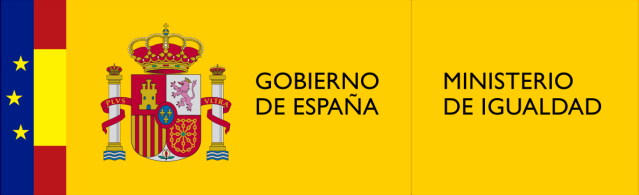 PLVS VLTRA
GOBIERNO
DE ESPAÑA
MINISTERIO
DE IGUALDAD